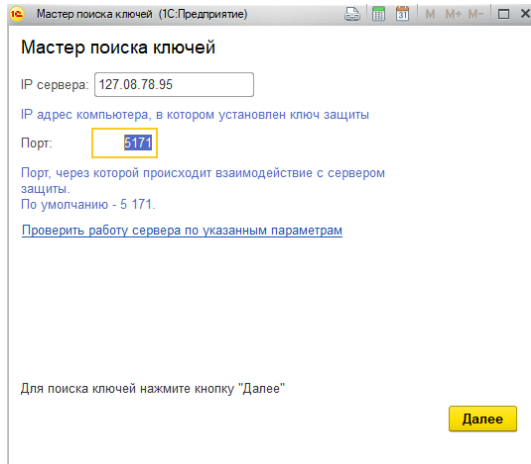 Мастер поиска ключей (1С:Предприятие)
31 M M+ M-
Мастер поиска ключей
IP сервера: 127.08.78.95
IP адрес компьютера, в котором установлен ключ защиты
Порт: 5171
Порт, через которой происходит взаимодействие с сервером
защиты.
По умолчанию - 5 171.
Проверить работу сервера по указанным параметрам
Для поиска ключей нажмите кнопку "Далее"
Далее